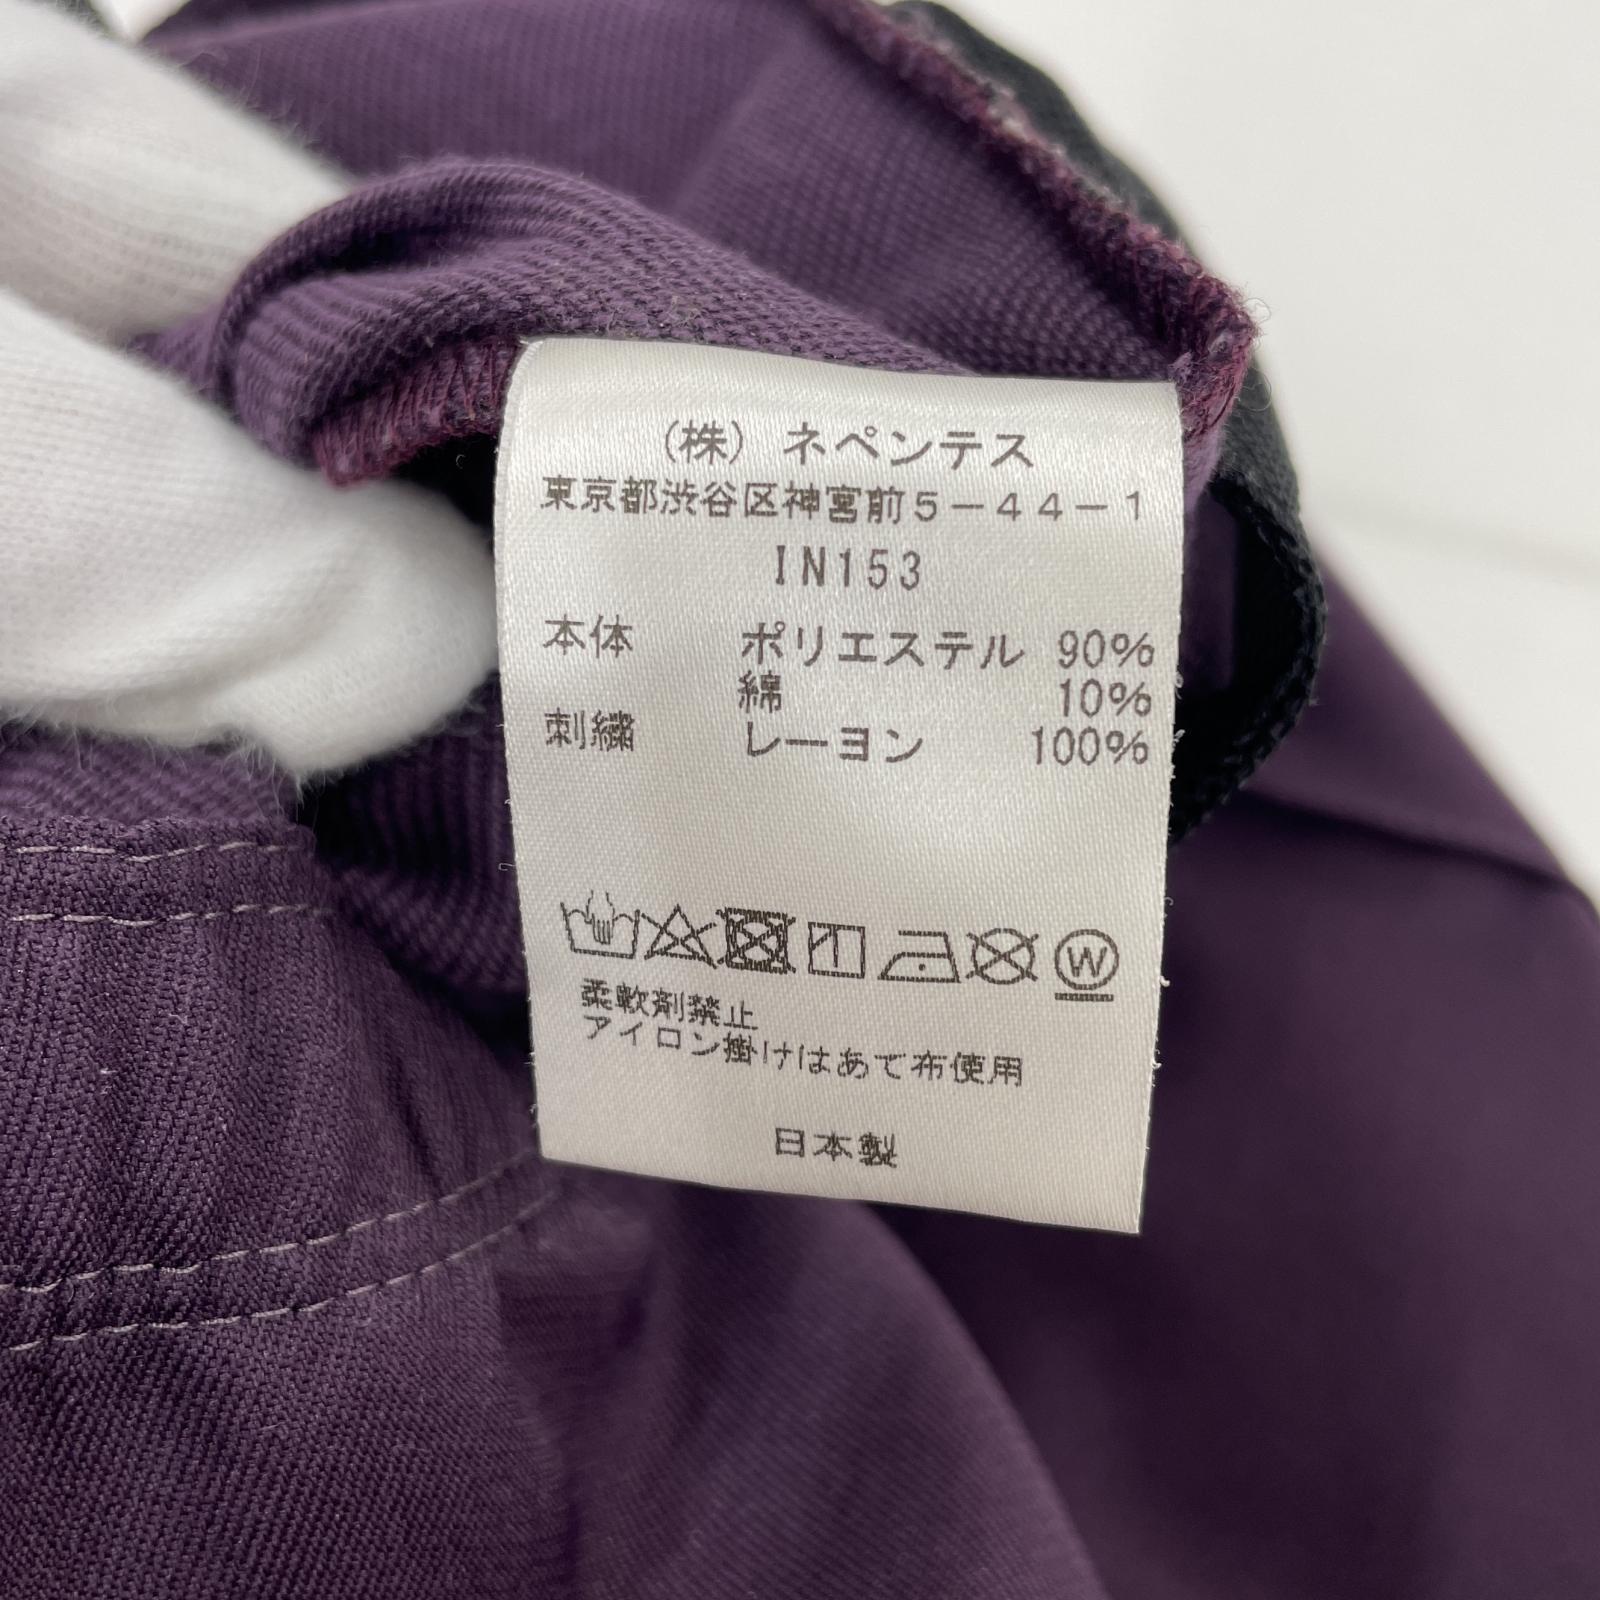 (株) ネペンテス
東京都渋谷区神宮前5-44-1
IN153
本体 ポリエステル 90%
綿 10%
刺繍 レーヨン 100%
W
柔軟剤禁止
アイロン掛けはあて布使用
日本製